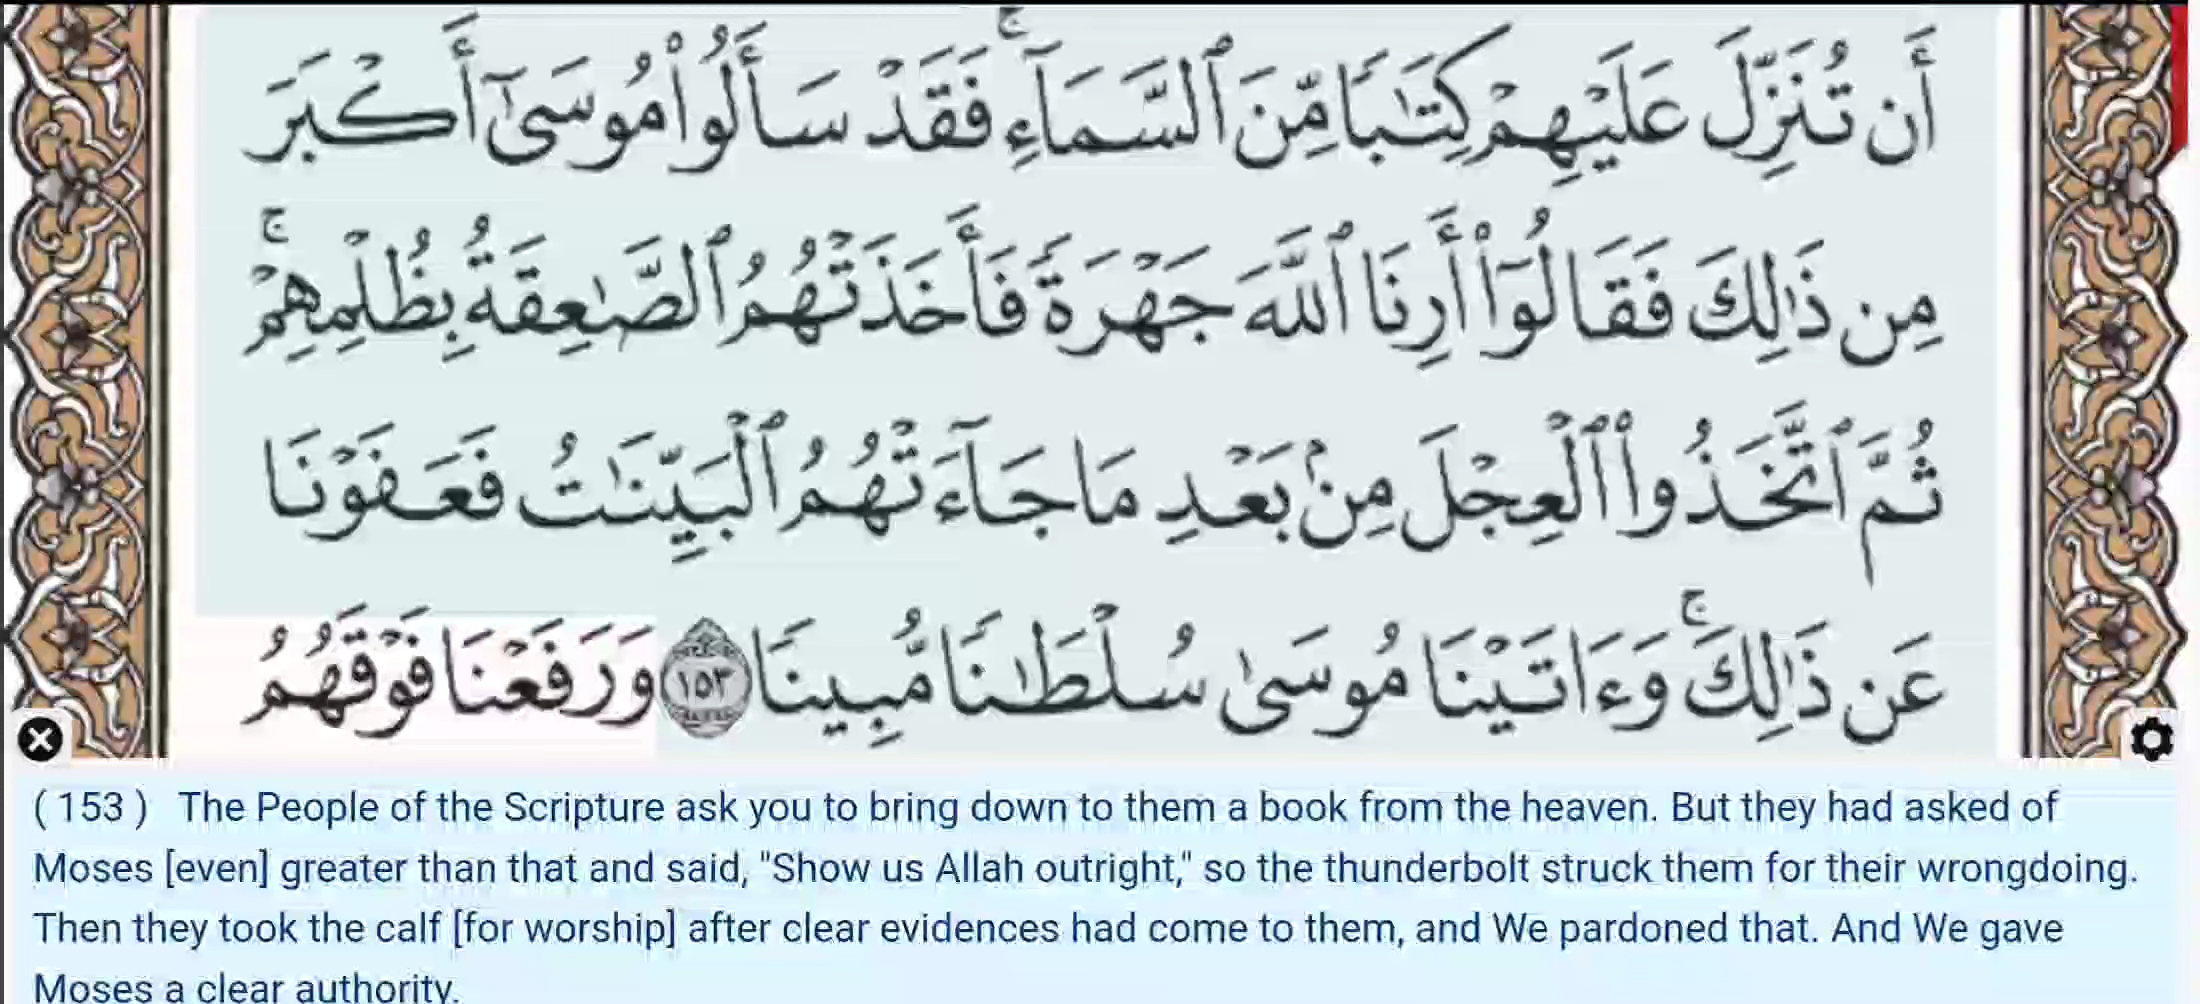 أَن تُنَزِّلَ عَلَيْهِمْ كِتَٰبًا مِّنَ ٱلسَّمَآءِ ۚ فَقَدْ سَأَلُوا۟ مُوسَىٰٓ أَكْبَرَ
مِن ذَٰلِكَ فَقَالُوٓا۟ أَرِنَا ٱللَّهَ جَهْرَةً فَأَخَذَتْهُمُ ٱلصَّٰعِقَةُ بِظُلْمِهِمْ ۚ
ثُمَّ ٱتَّخَذُوا۟ ٱلْعِجْلَ مِنۢ بَعْدِ مَا جَآءَتْهُمُ ٱلْبَيِّنَٰتُ فَعَفَوْنَا
عَن ذَٰلِكَ ۚ وَءَاتَيْنَا مُوسَىٰ سُلْطَٰنًا مُّبِينًا ١٥٣ وَرَفَعْنَا فَوْقَهُمُ
( 153 ) The People of the Scripture ask you to bring down to them a book from the heaven. But they had asked of
Moses [even] greater than that and said, "Show us Allah outright," so the thunderbolt struck them for their wrongdoing.
Then they took the calf [for worship] after clear evidences had come to them, and We pardoned that. And We gave
Moses a clear authority.